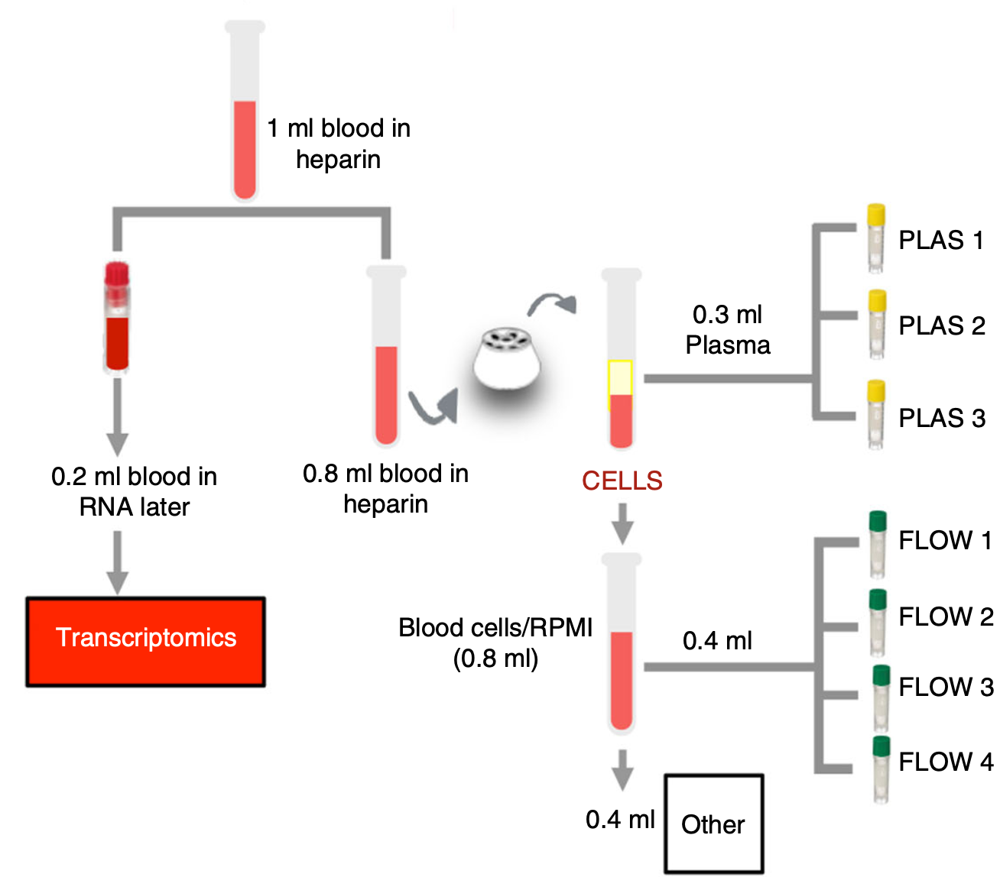 1 ml blood in
heparin
0.2 ml blood in
RNA later
Transcriptomics
0.8 ml blood in
heparin
CELLS
0.3 ml
Plasma
PLAS 1
PLAS 2
PLAS 3
Blood cells/RPMI
(0.8 ml)
0.4 ml
FLOW 1
FLOW 2
FLOW 3
FLOW 4
0.4 ml
Other